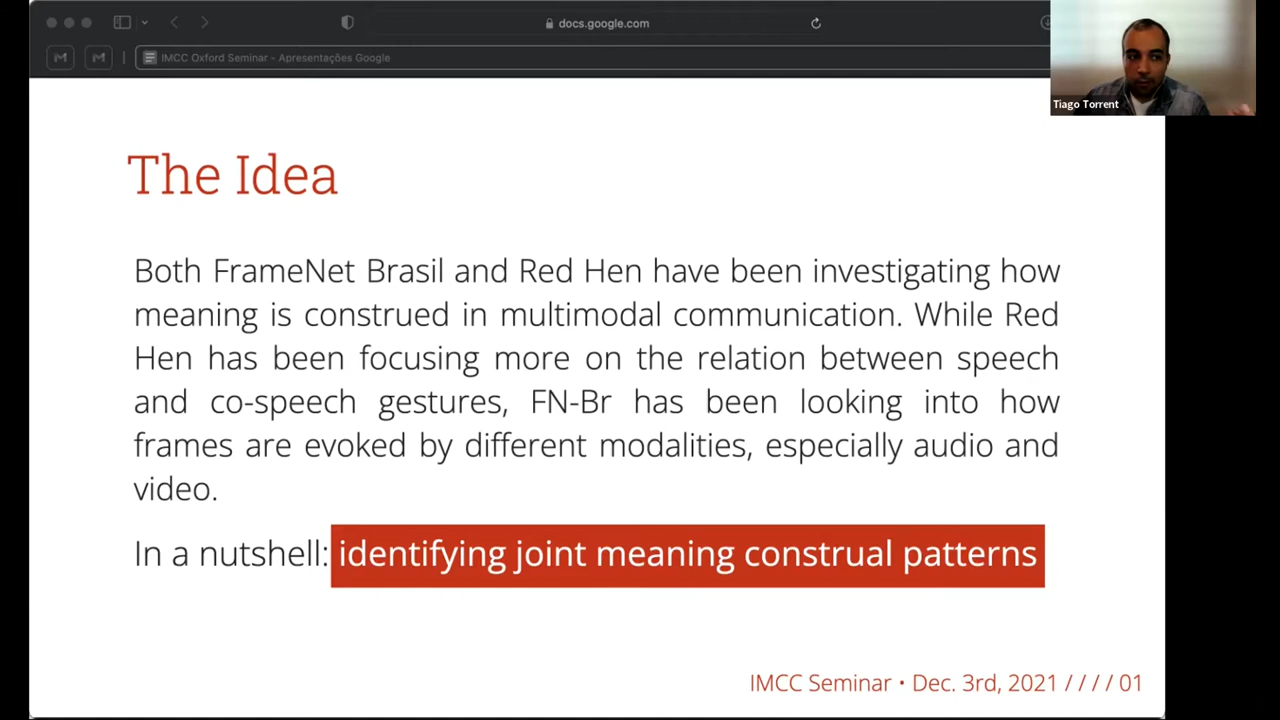 docs.google.com
IMCC Oxford Seminar - Apresentações Google
Tiago Torrent
The Idea
Both FrameNet Brasil and Red Hen have been investigating how
meaning is construed in multimodal communication. While Red
Hen has been focusing more on the relation between speech
and co-speech gestures, FN-Br has been looking into how
frames are evoked by different modalities, especially audio and
video.
In a nutshell: identifying joint meaning construal patterns
IMCC Seminar • Dec. 3rd, 2021 / / / / 01